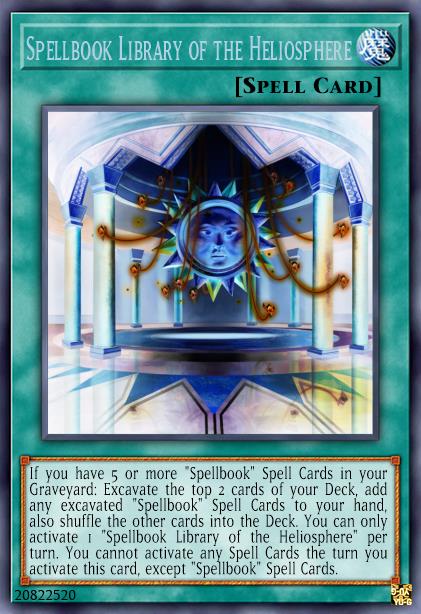 Spellbook Library of the Heliosphere 魔
[Spell Card]
If you have 5 or more "Spellbook" Spell Cards in your
Graveyard: Excavate the top 2 cards of your Deck, add
any excavated "Spellbook" Spell Cards to your hand,
also shuffle the other cards into the Deck. You can only
activate 1 "Spellbook Library of the Heliosphere" per
turn. You cannot activate any Spell Cards the turn you
activate this card, except "Spellbook" Spell Cards.
20822520